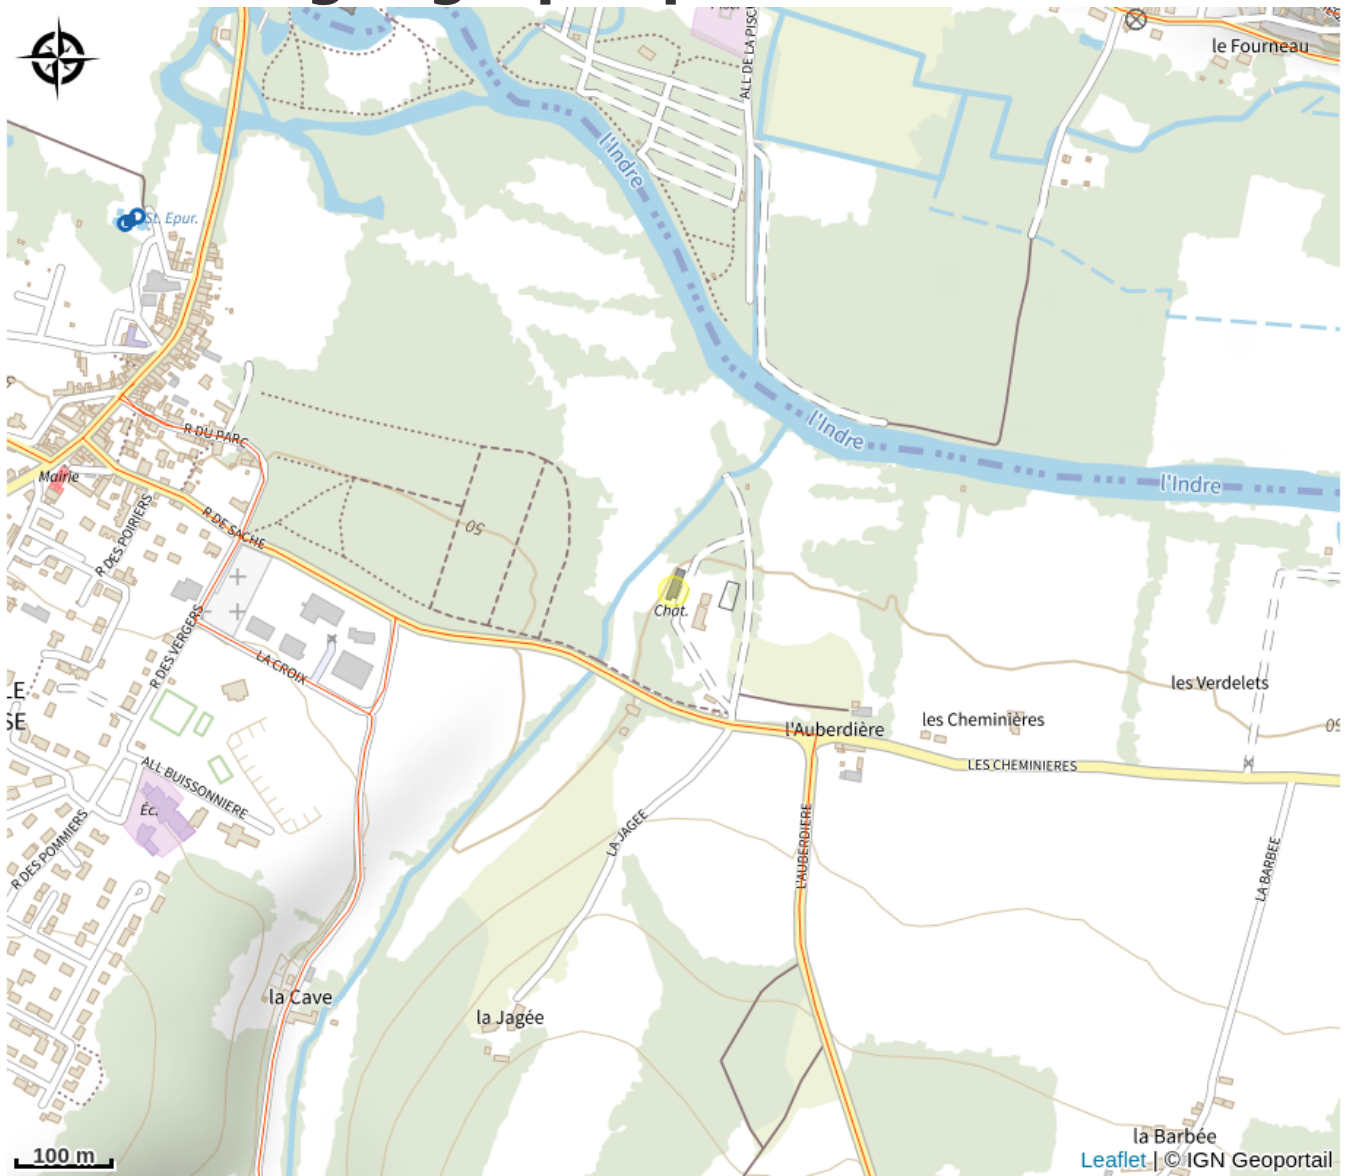 le Fourneau
ALL DE LA PISC
l'Indre
St. Epur.
l'Indre
R DU PARC
Mairie
l'Indre
R DES POIRIERS
R DE SACHE
50
Chât.
R DES VERGERS
LA CROIX
LE
SE
les Verdelets
les Cheminières
l'Auberdière
LES CHEMINIERES
ALL BUISSONNIERE
Éc.
R DES POMMIERS
LA JAGEE
L'AUBERDIERE
LA BARBEE
la Cave
la Jagée
la Barbée
100 m
Leaflet | © IGN Geoportail